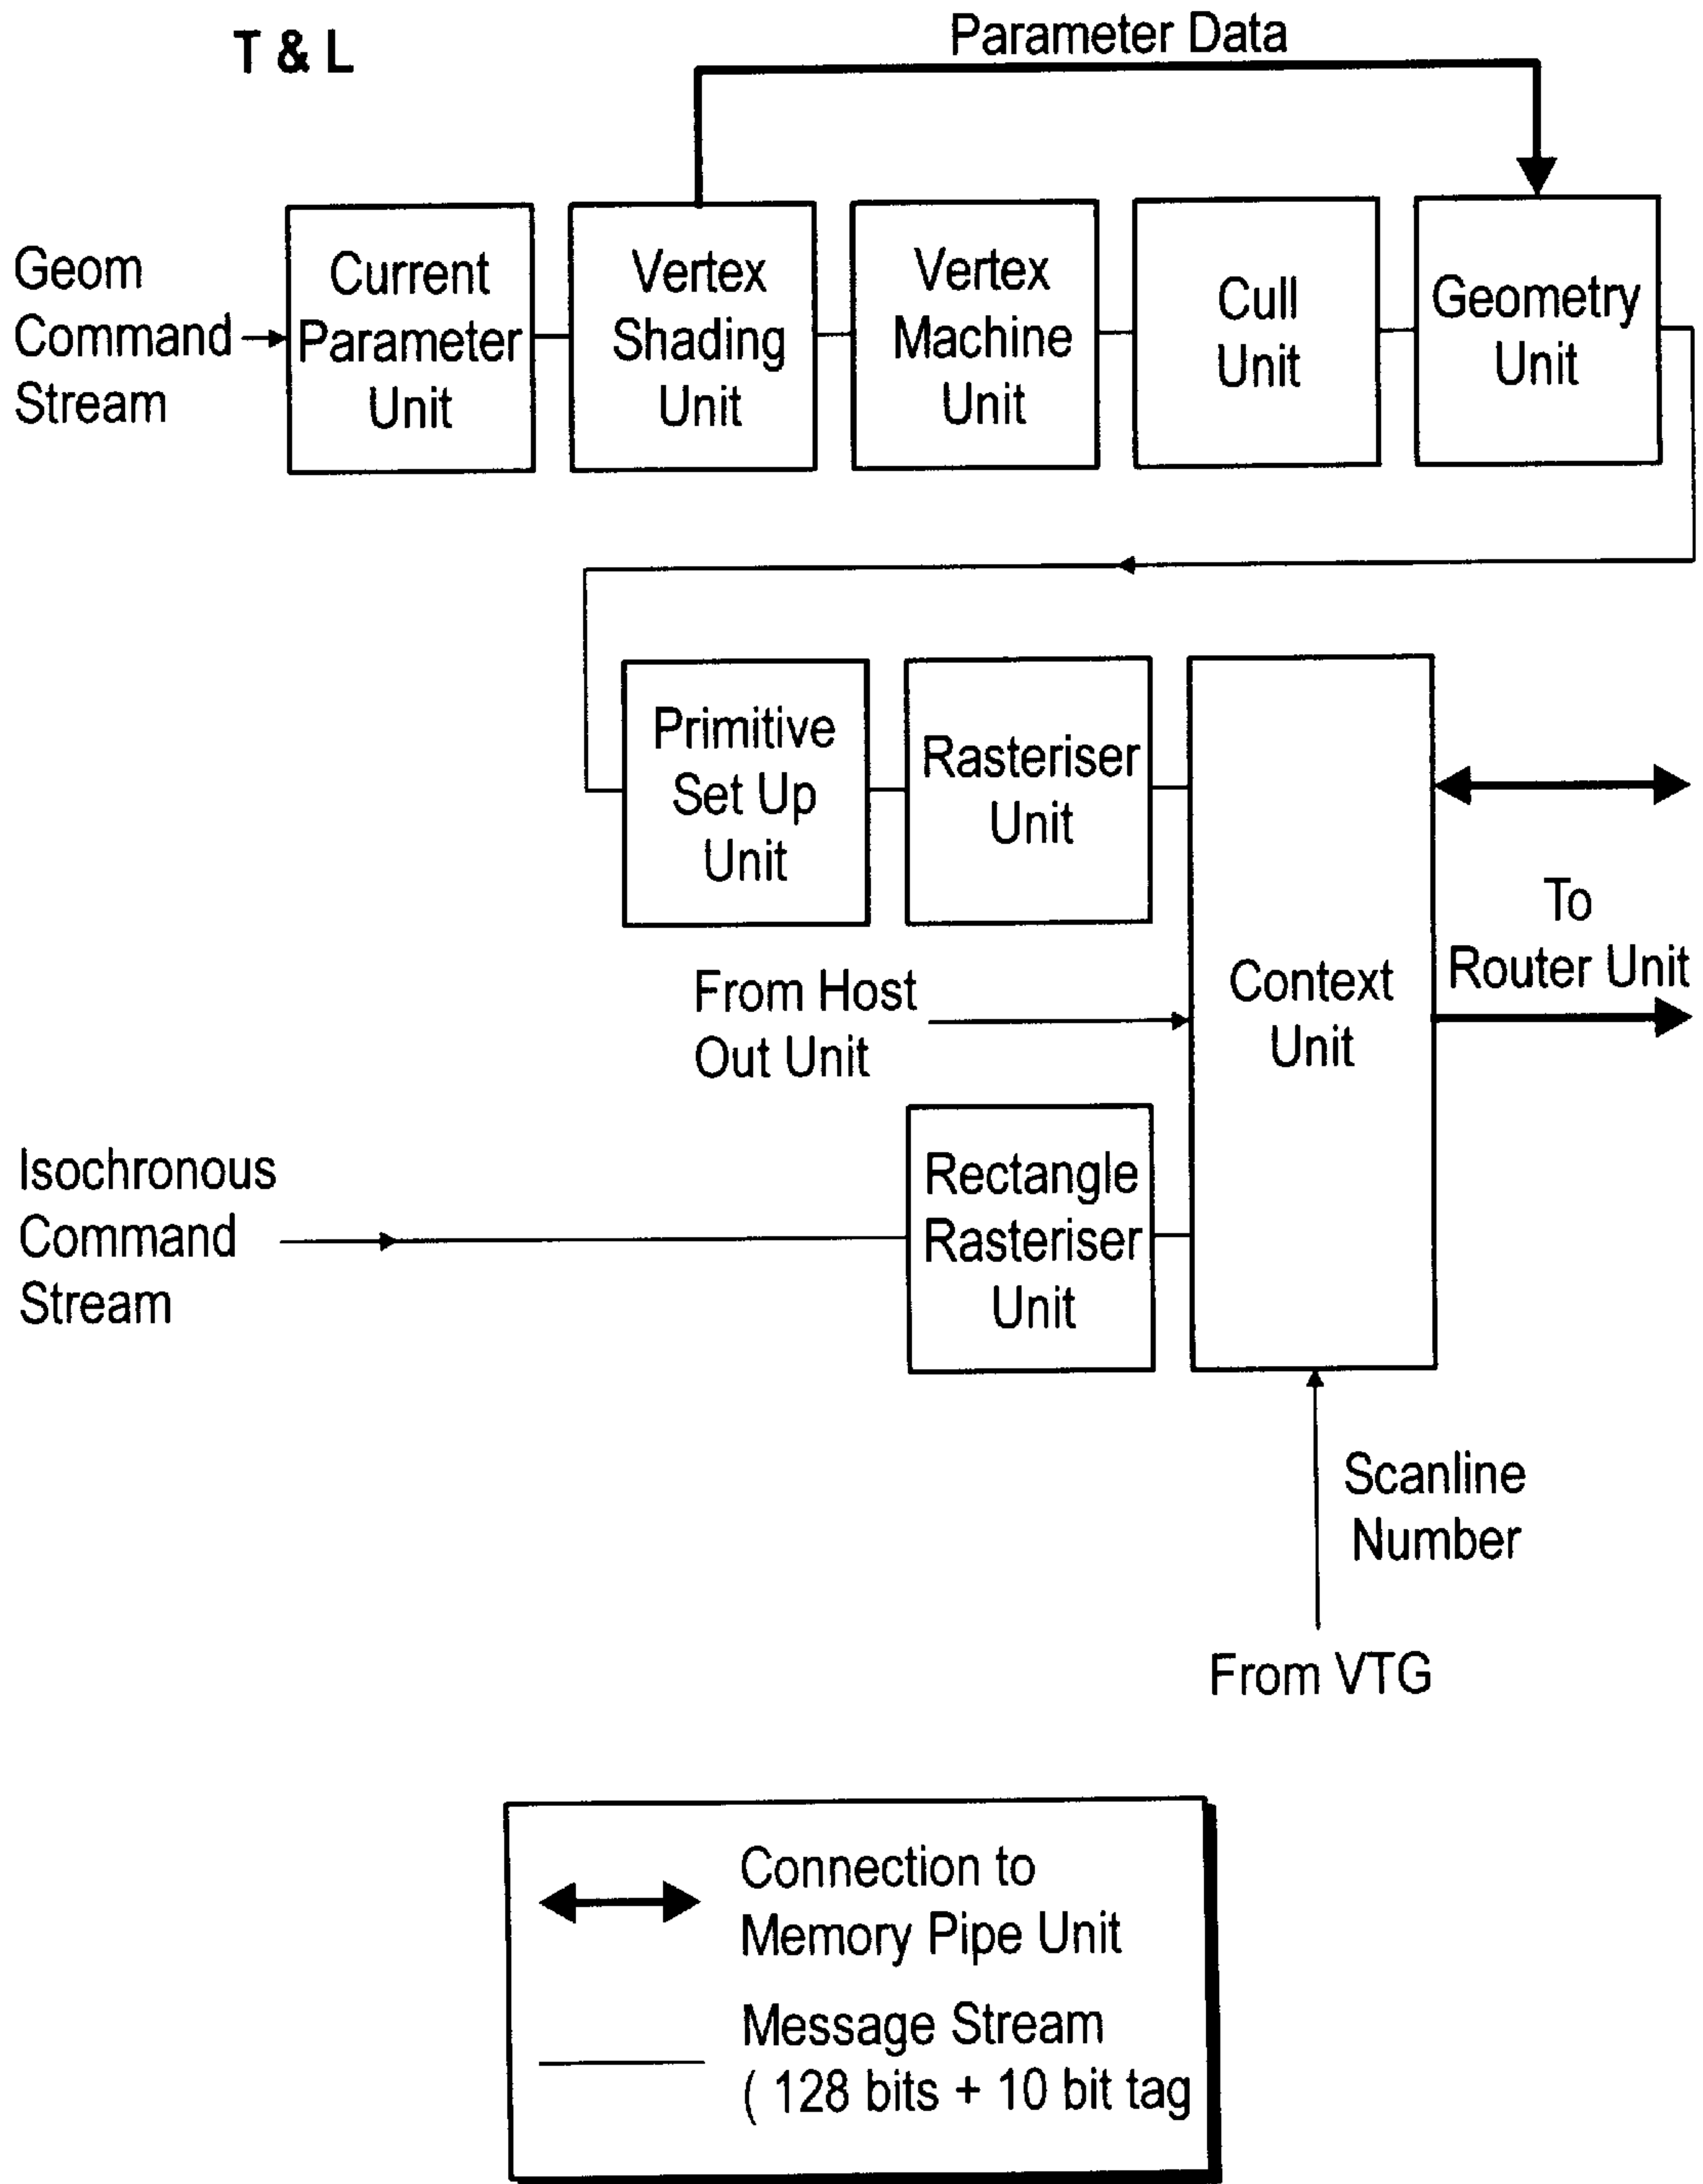 T & L
Parameter Data
Geom
Command
Stream
Current
Parameter
Unit
Vertex
Shading
Unit
Vertex
Machine
Unit
Cull
Unit
Geometry
Unit
Primitive
Set Up
Unit
Rasteriser
Unit
Context
Unit
To
Router Unit
From Host
Out Unit
Isochronous
Command
Stream
Rectangle
Rasteriser
Unit
Scanline
Number
From VTG
Connection to
Memory Pipe Unit
Message Stream
( 128 bits + 10 bit tag